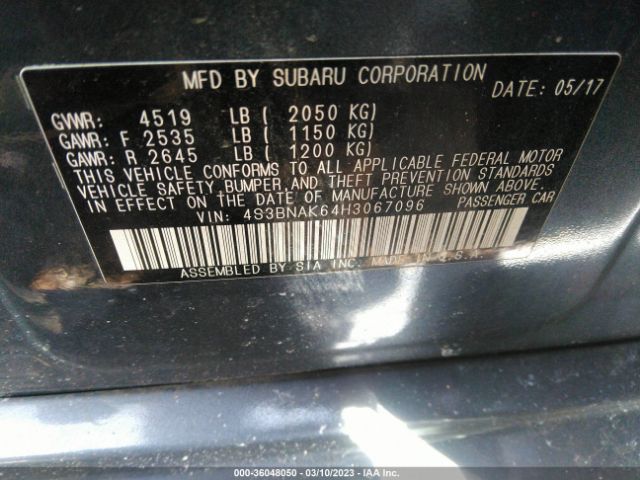 MFD BY SUBARU CORPORATION DATE: 05/17
GVWR: 4519 LB ( 2050 KG)
GAWR: F 2535 LB ( 1150 KG)
GAWR: R 2645 LB ( 1200 KG)
THIS VEHICLE CONFORMS TO ALL APPLICABLE FEDERAL MOTOR
VEHICLE SAFETY, BUMPER, AND THEFT PREVENTION STANDARDS
IN EFFECT ON THE DATE OF MANUFACTURE SHOWN ABOVE.
VIN: 4S3BNAK64H3067096 PASSENGER CAR
ASSEMBLED BY SIA INC. MADE IN U.S.A.
000-36048050 - 03/10/2023 - IAA Inc.